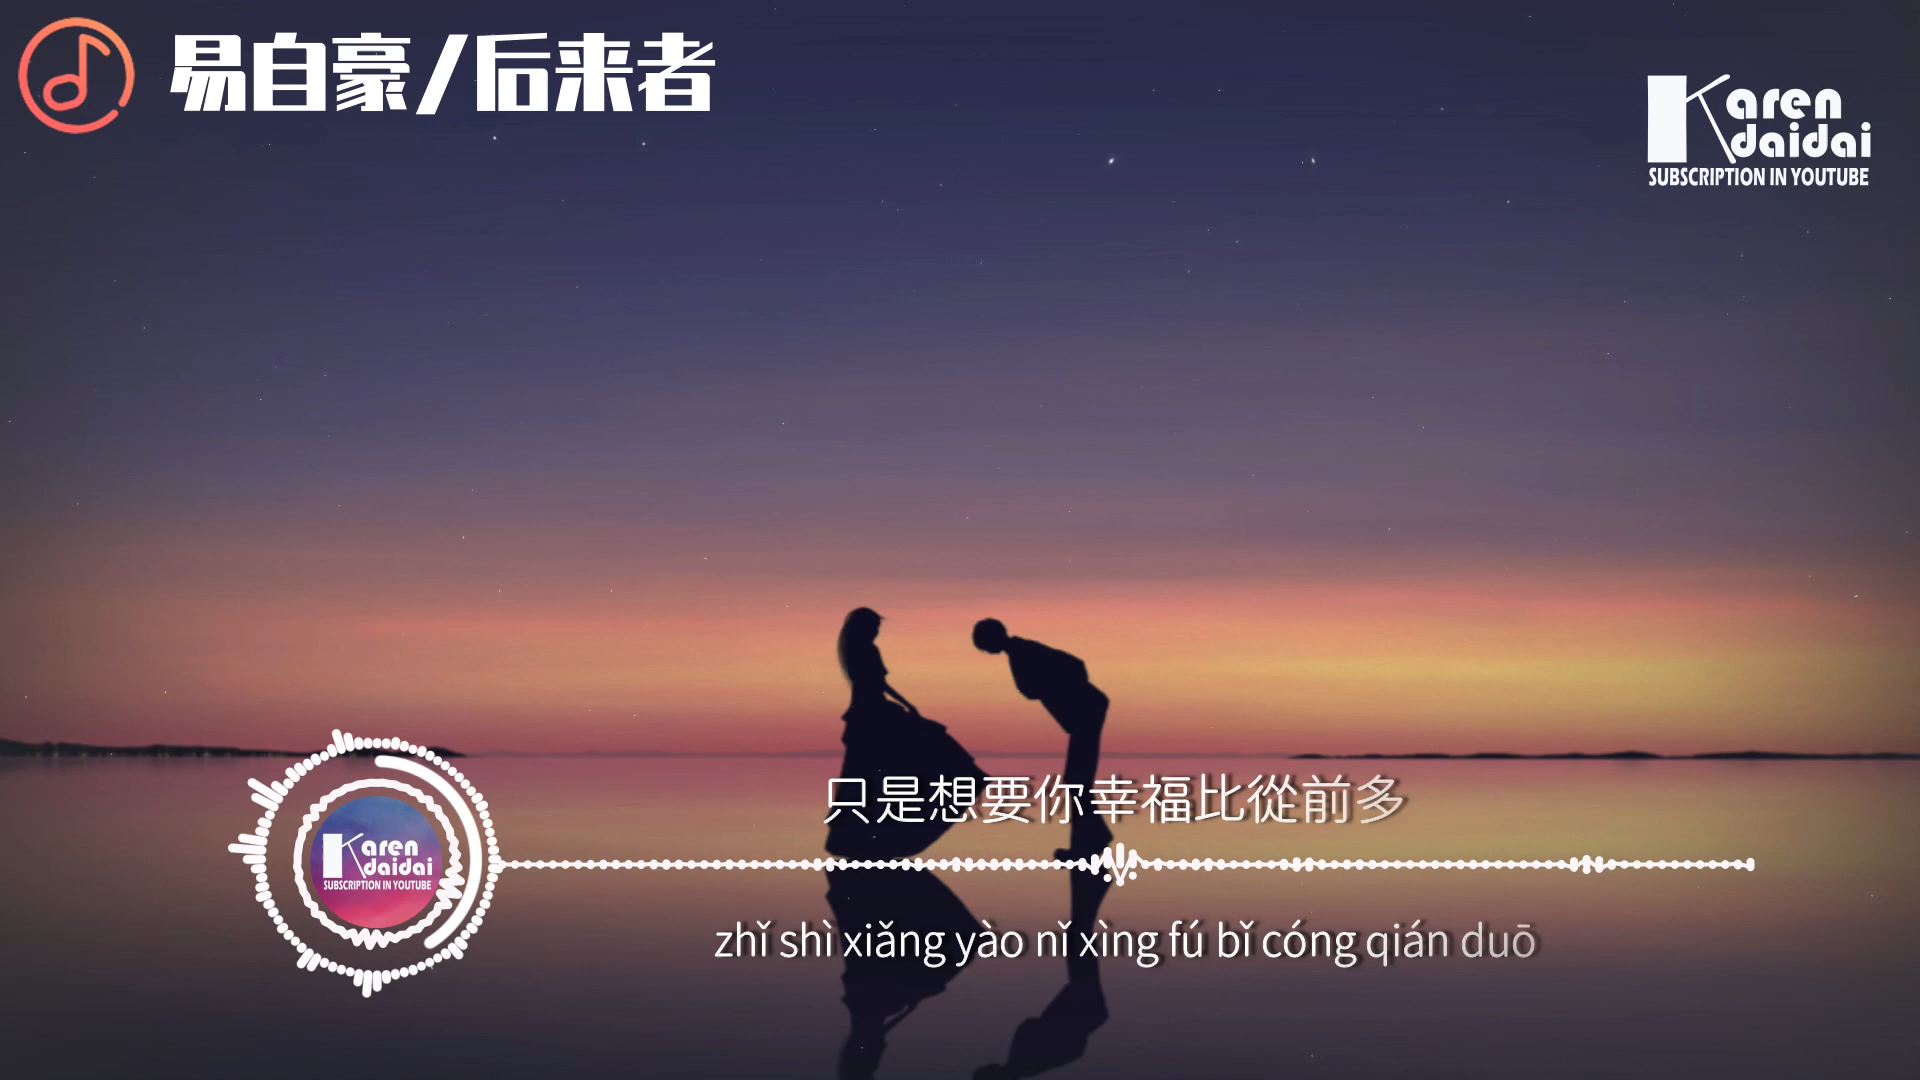 易自豪/后来者
Karen
daidai
SUBSCRIPTION IN YOUTUBE
只是想要你幸福比從前多
Karen
daidai
SUBSCRIPTION IN YOUTUBE
zhǐ shì xiǎng yào nǐ xìng fú bǐ cóng qián duō